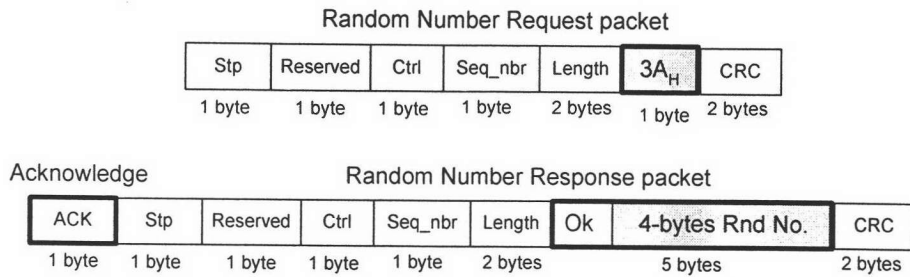 Random Number Request packet
Stp Reserved Ctrl Seq_nbr Length 3AH CRC
1 byte 1 byte 1 byte 1 byte 2 bytes 1 byte 2 bytes
Acknowledge Random Number Response packet
ACK Stp Reserved Ctrl Seq_nbr Length Ok 4-bytes Rnd No. CRC
1 byte 1 byte 1 byte 1 byte 1 byte 2 bytes 5 bytes 2 bytes